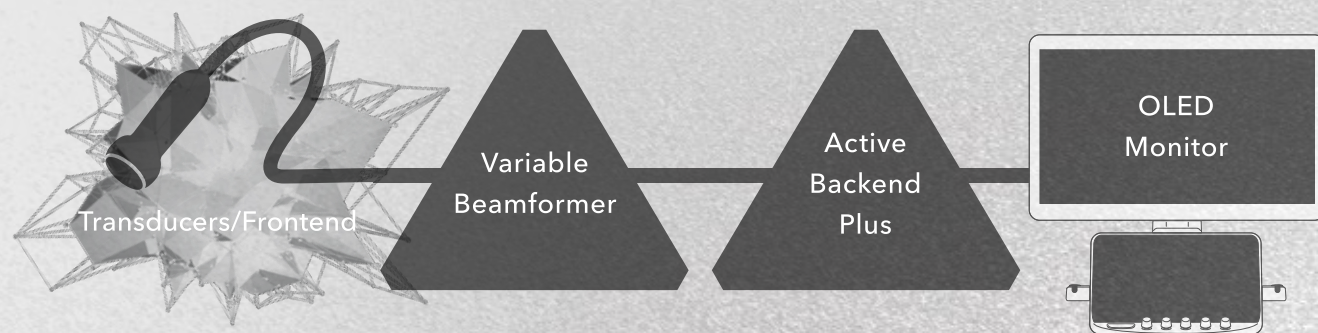 Transducers/Frontend
Variable
Beamformer
Active
Backend
Plus
OLED
Monitor